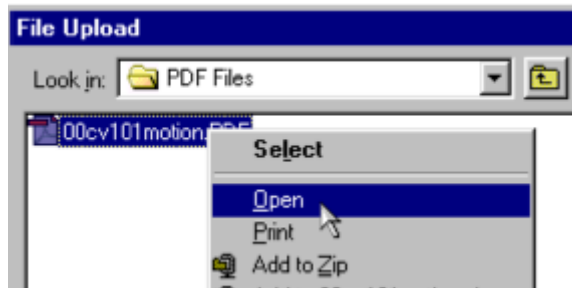 File Upload
Look in: PDF Files
00cv101motion.PDF
Select
Open
Print
Add to Zip